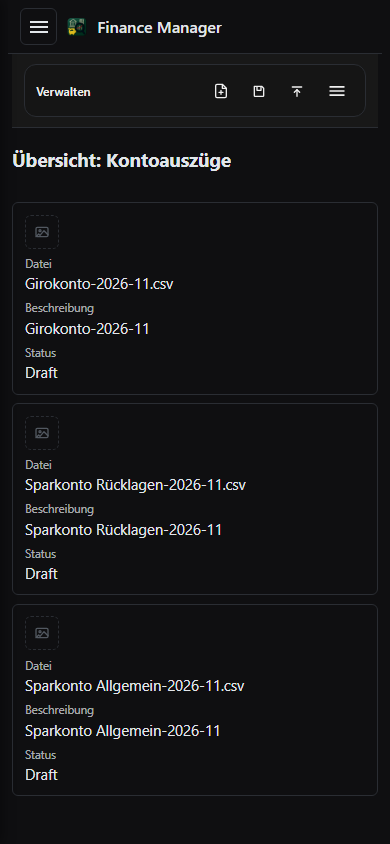 Finance Manager
Verwalten
Übersicht: Kontoauszüge
Datei
Girokonto-2026-11.csv
Beschreibung
Girokonto-2026-11
Status
Draft
Datei
Sparkonto Rücklagen-2026-11.csv
Beschreibung
Sparkonto Rücklagen-2026-11
Status
Draft
Datei
Sparkonto Allgemein-2026-11.csv
Beschreibung
Sparkonto Allgemein-2026-11
Status
Draft